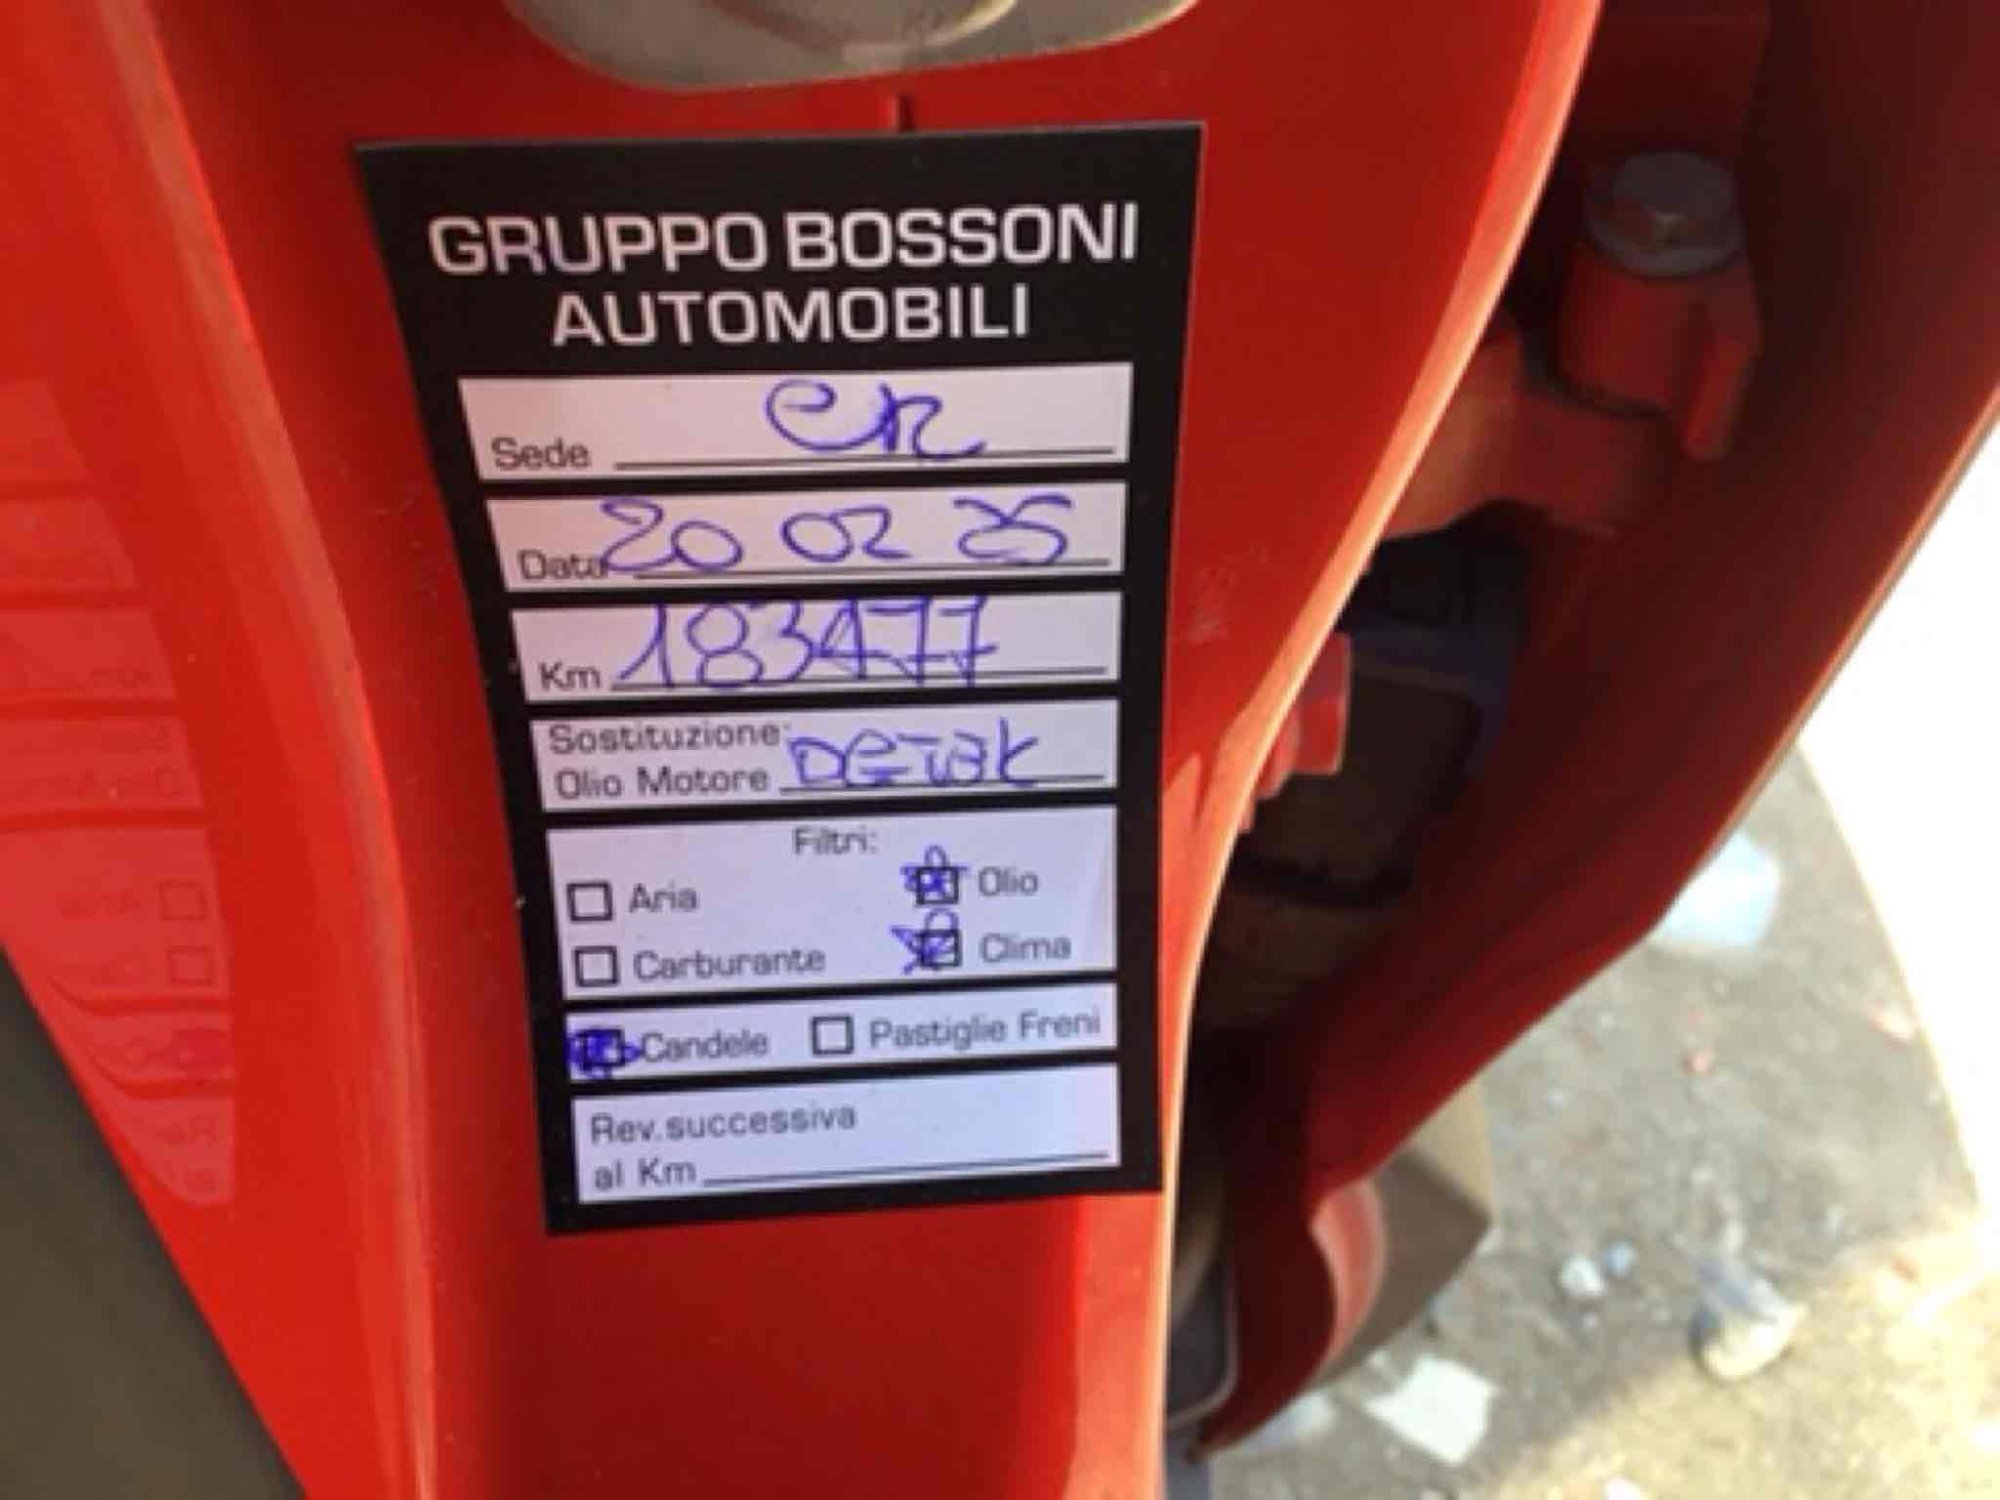 GRUPPO BOSSONI
AUTOMOBILI
Sede CR
Data 20 02 25
Km 183477
Sostituzione:
Olio Motore
Filtri:
Aria Olio
Carburante Clima
Candele Pastiglie Freni
Rev. successiva
al Km